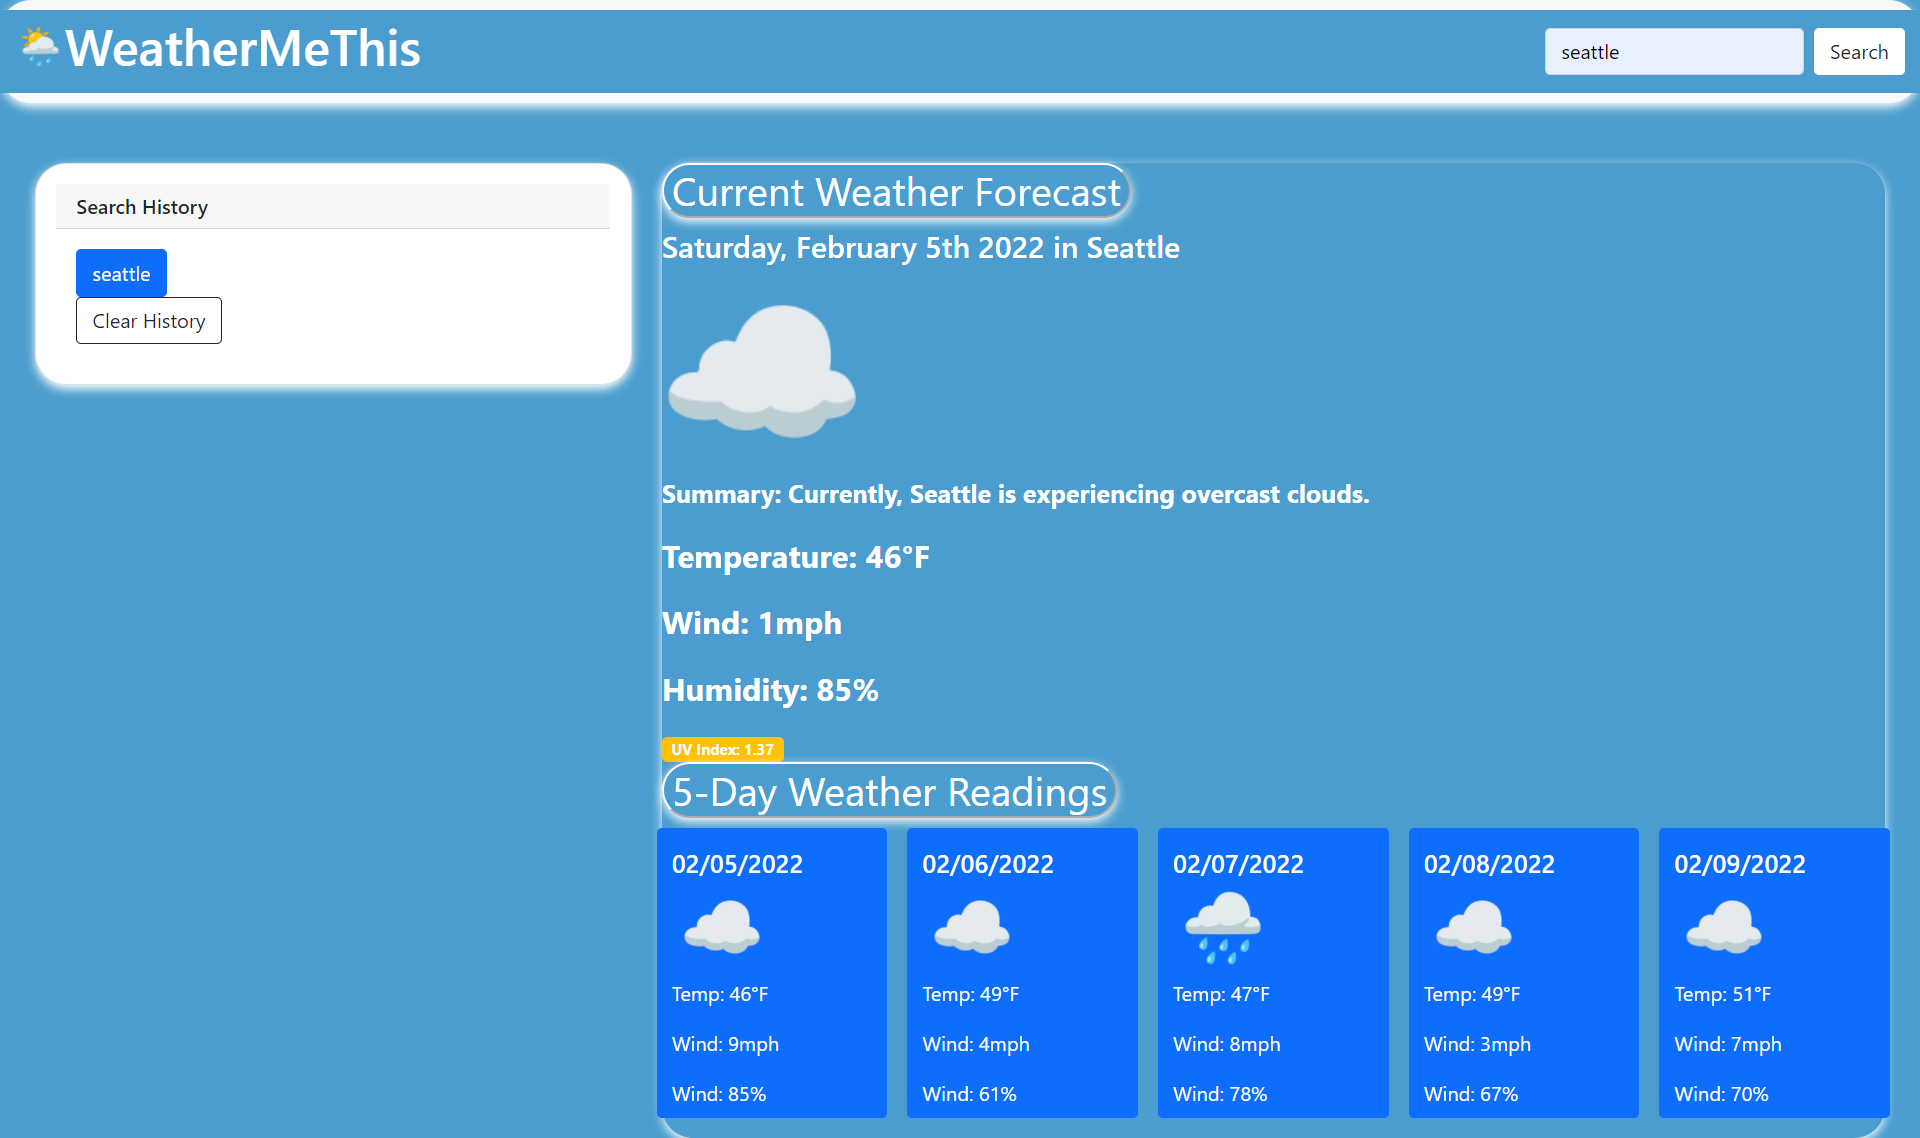 WeatherMeThis
seattle
Search
Search History
seattle
Clear History
Current Weather Forecast
Saturday, February 5th 2022 in Seattle
Summary: Currently, Seattle is experiencing overcast clouds.
Temperature: 46°F
Wind: 1mph
Humidity: 85%
UV Index: 1.37
5-Day Weather Readings
02/05/2022
Temp: 46°F
Wind: 9mph
Wind: 85%
02/06/2022
Temp: 49°F
Wind: 4mph
Wind: 61%
02/07/2022
Temp: 47°F
Wind: 8mph
Wind: 78%
02/08/2022
Temp: 49°F
Wind: 3mph
Wind: 67%
02/09/2022
Temp: 51°F
Wind: 7mph
Wind: 70%